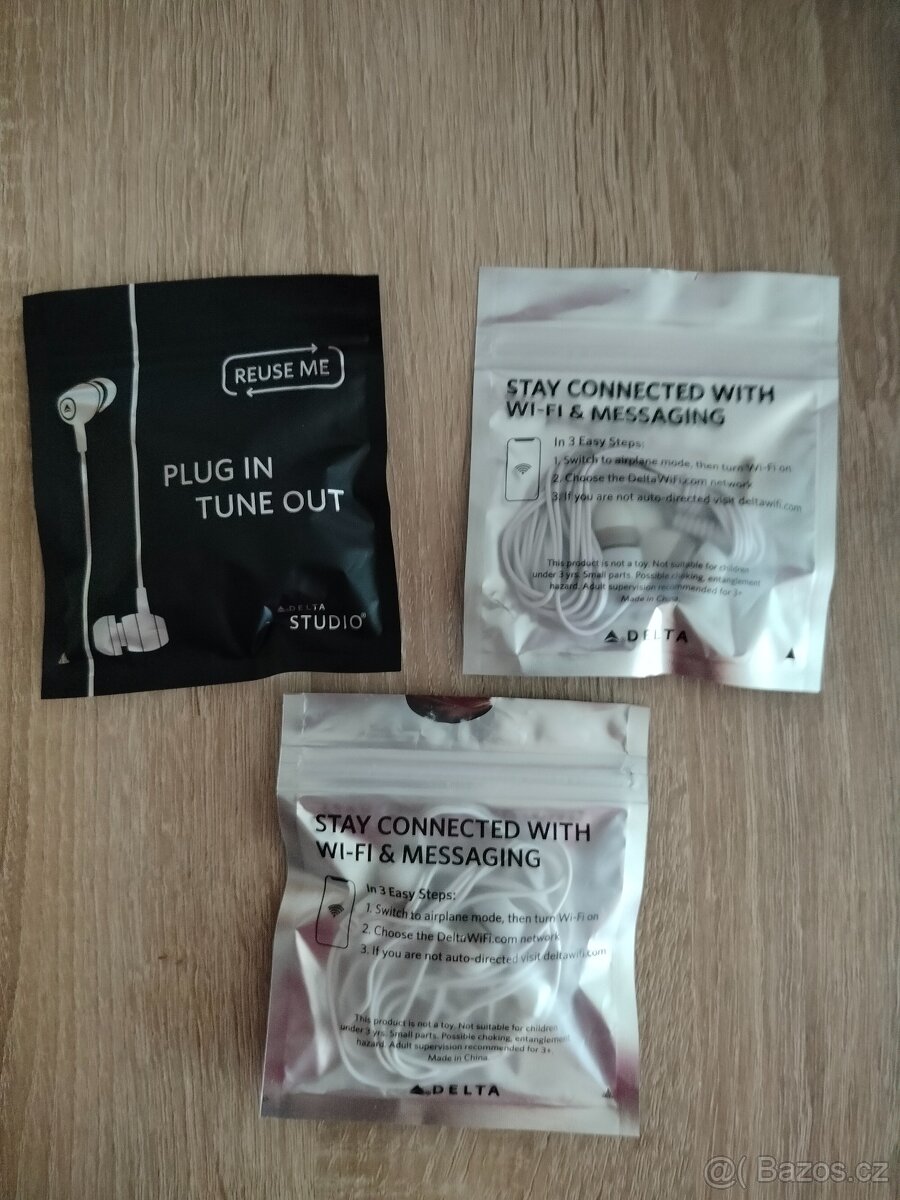 REUSE ME
PLUG IN
TUNE OUT
DELTA
STUDIO®
STAY CONNECTED WITH
WI-FI & MESSAGING
In 3 Easy Steps:
1. Switch to airplane mode, then turn Wi-Fi on
2. Choose the DeltaWiFi.com network
3. If you are not auto-directed visit deltawifi.com
This product is not a toy. Not suitable for children
under 3 yrs. Small parts. Possible choking, entanglement
hazard. Adult supervision recommended for 3+.
Made in China.
DELTA
STAY CONNECTED WITH
WI-FI & MESSAGING
In 3 Easy Steps:
1. Switch to airplane mode, then turn Wi-Fi on
2. Choose the DeltaWiFi.com network
3. If you are not auto-directed visit deltawifi.com
This product is not a toy. Not suitable for children
under 3 yrs. Small parts. Possible choking, entanglement
hazard. Adult supervision recommended for 3+.
Made in China.
DELTA
@( Bazos.cz